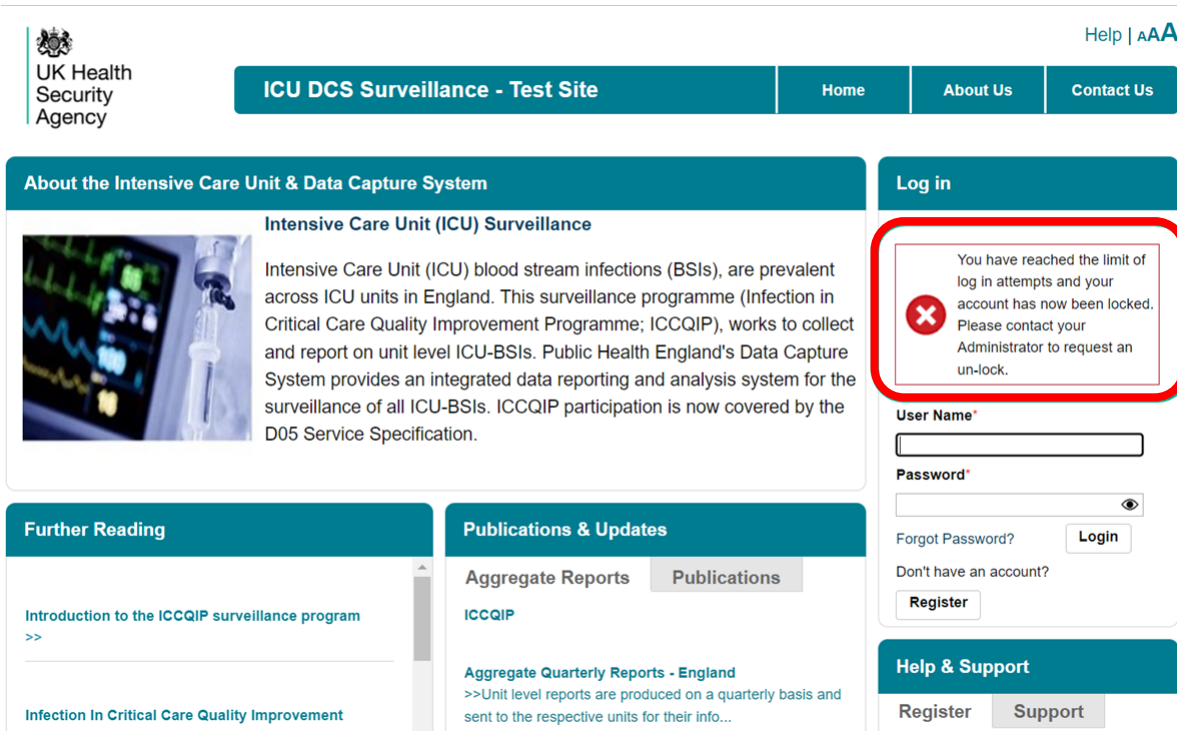 Help | AAA
UK Health
Security
Agency
ICU DCS Surveillance - Test Site
Home
About Us
Contact Us
About the Intensive Care Unit & Data Capture System
Intensive Care Unit (ICU) Surveillance
Intensive Care Unit (ICU) blood stream infections (BSIs), are prevalent
across ICU units in England. This surveillance programme (Infection in
Critical Care Quality Improvement Programme; ICCQIP), works to collect
and report on unit level ICU-BSIs. Public Health England's Data Capture
System provides an integrated data reporting and analysis system for the
surveillance of all ICU-BSIs. ICCQIP participation is now covered by the
D05 Service Specification.
Log in
You have reached the limit of
log in attempts and your
account has now been locked.
Please contact your
Administrator to request an
un-lock.
User Name*
Password*
Forgot Password?
Login
Don't have an account?
Register
Further Reading
Introduction to the ICCQIP surveillance program
>>
Infection In Critical Care Quality Improvement
Publications & Updates
Aggregate Reports
Publications
ICCQIP
Aggregate Quarterly Reports - England
>>Unit level reports are produced on a quarterly basis and
sent to the respective units for their info...
Help & Support
Register
Support